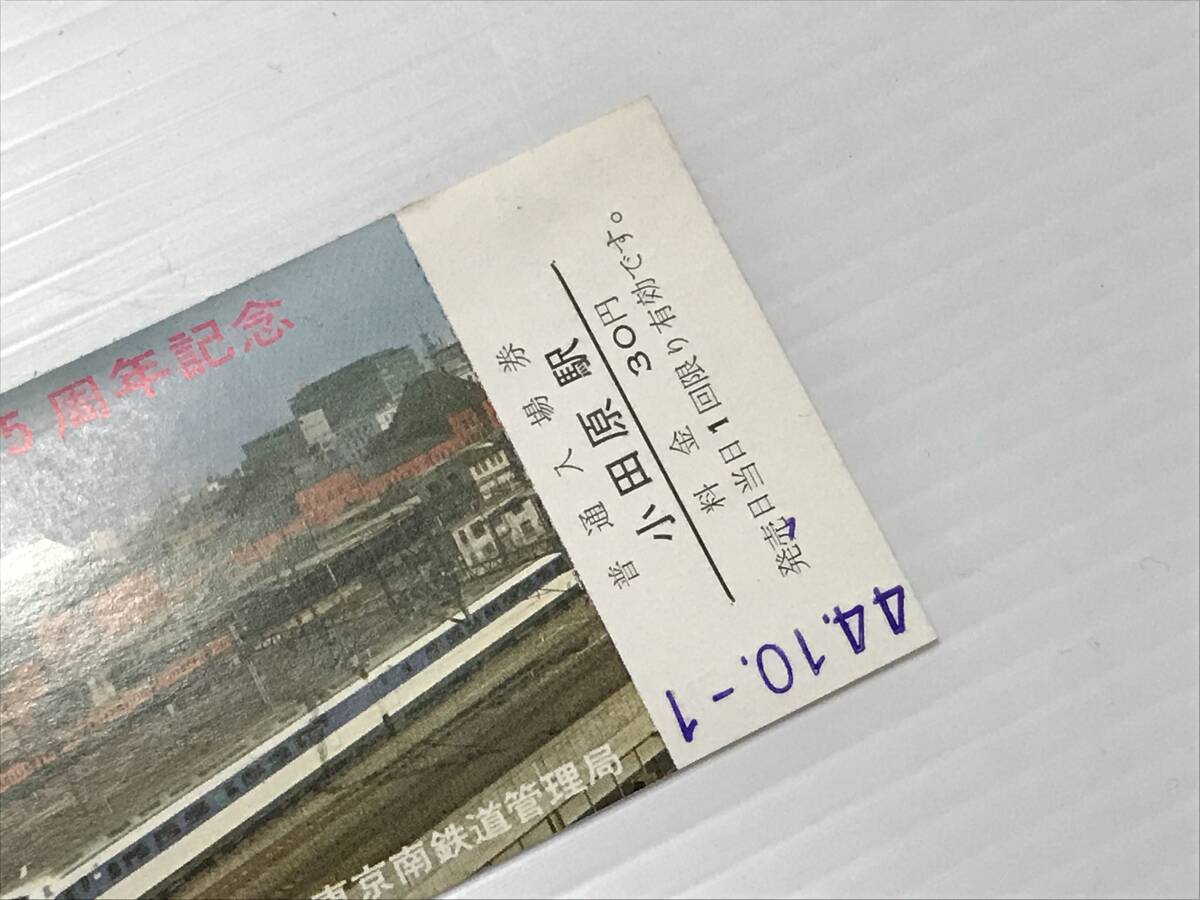 5周年記念
東京南鉄道管理局
普通入場券
小田原駅
料金 30円
発売日当日1回限り有効です。
44.10.-1